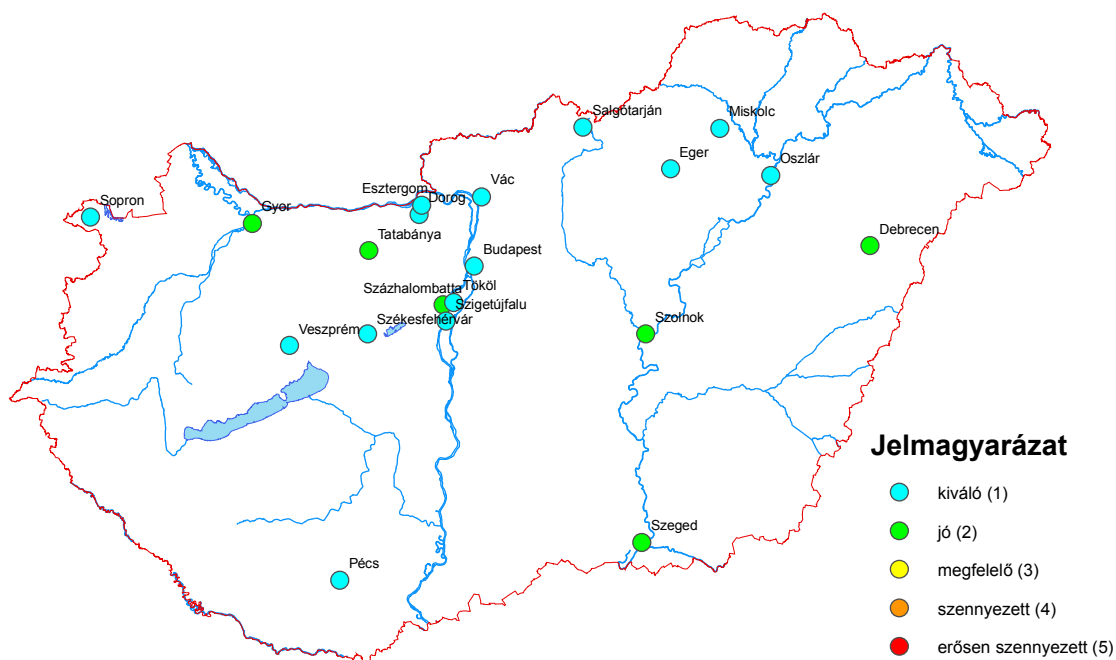 Salgótarján
Miskolc
Eger
Oszlár
Vác
Esztergom
Dorog
Sopron
Gyor
Tatabánya
Budapest
Debrecen
Százhalombatta
Tököl
Szigetújfalu
Székesfehérvár
Veszprém
Szolnok
Szeged
Pécs
Jelmagyarázat
kiváló (1)
jó (2)
megfelelő (3)
szennyezett (4)
erősen szennyezett (5)